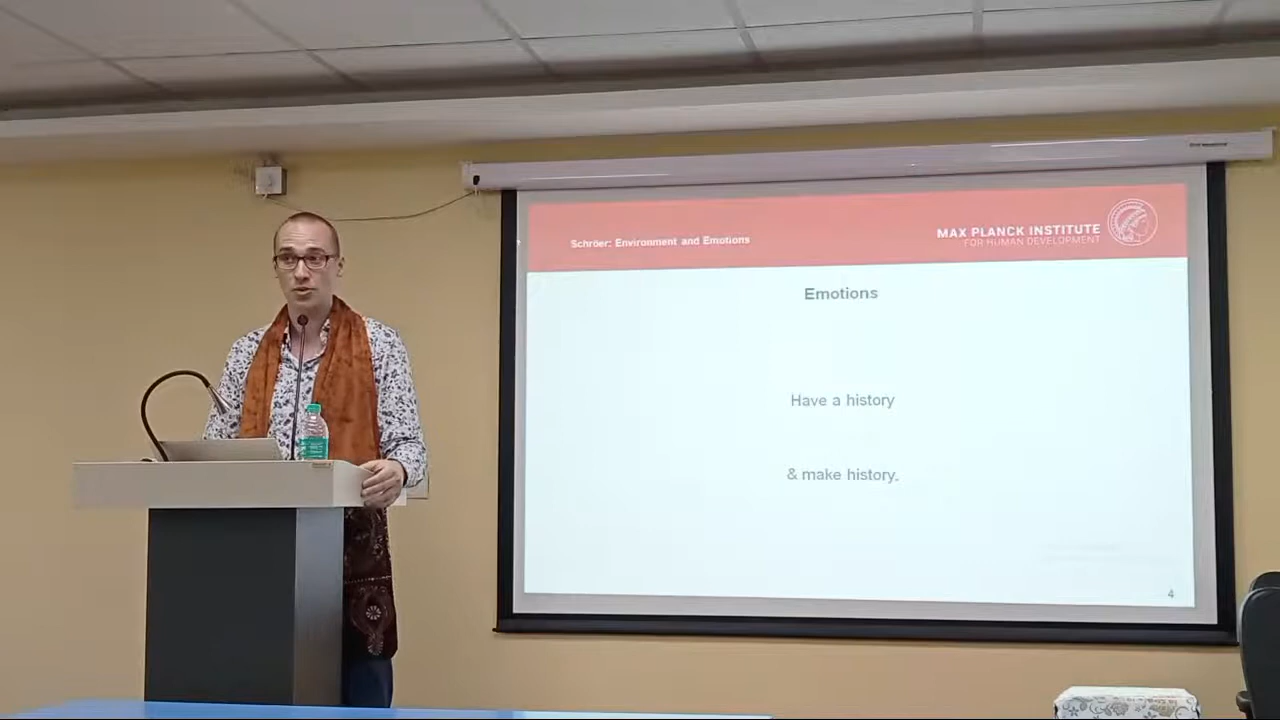 Schröer: Environment and Emotions
MAX PLANCK INSTITUTE
FOR HUMAN DEVELOPMENT
Emotions
Have a history
& make history.
4